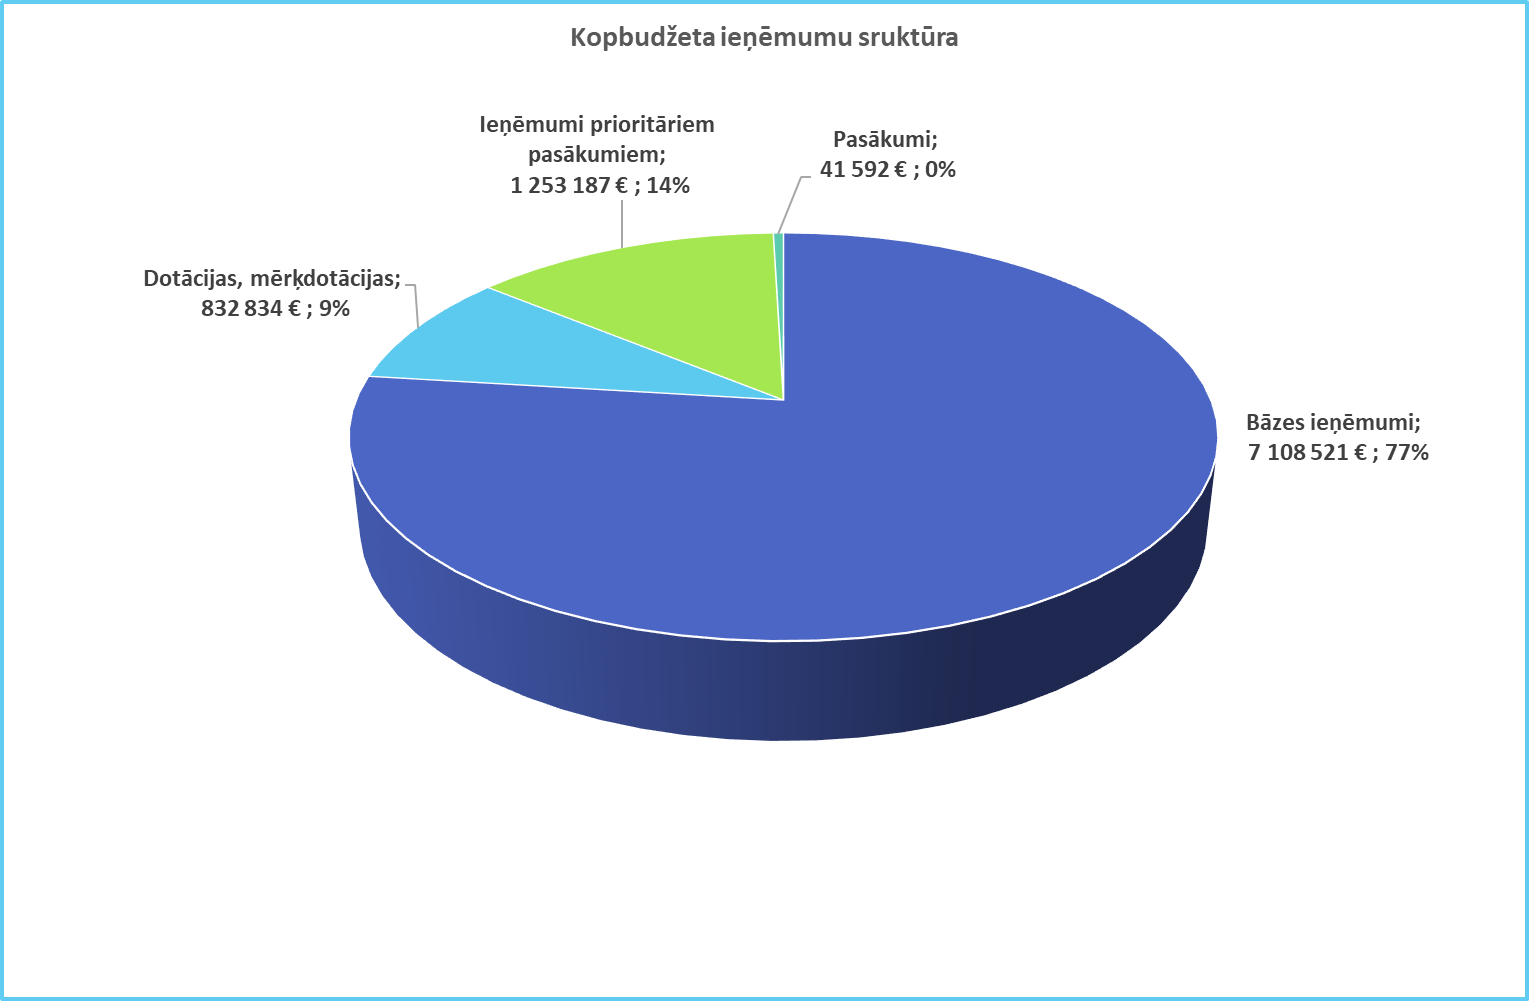 Kopbudžeta ieņēmumu sruktūra
Ieņēmumi prioritāriem
pasākumiem;
1 253 187 € ; 14%
Pasākumi;
41 592 € ; 0%
Dotācijas, mērķdotācijas;
832 834 € ; 9%
Bāzes ieņēmumi;
7 108 521 € ; 77%